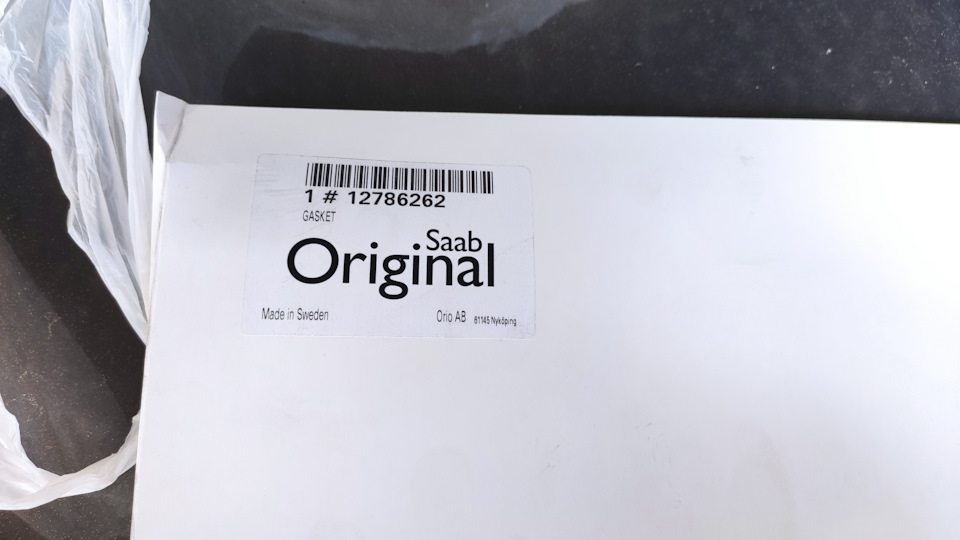 1 # 12786262
GASKET
Saab
Original
Made in Sweden
Orio AB 61145 Nyköping